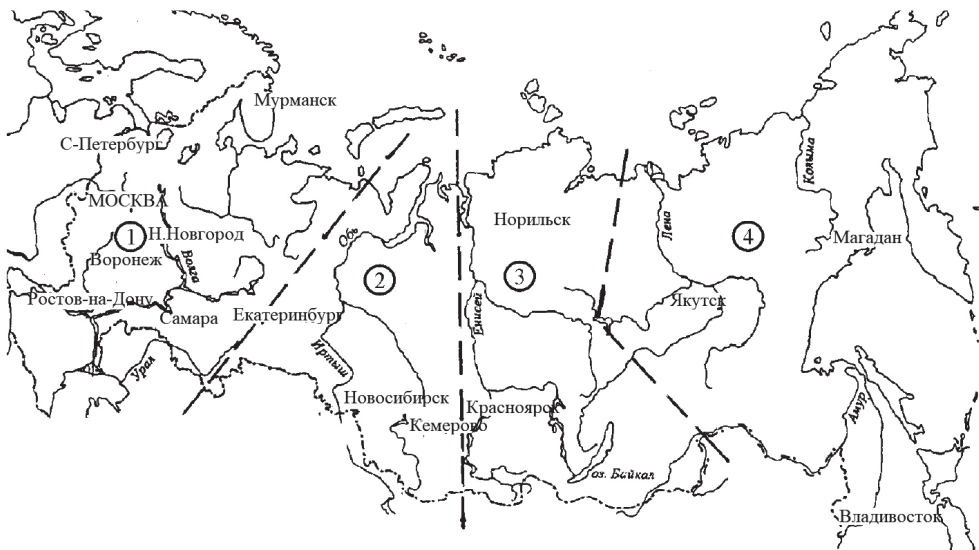 Мурманск
С-Петербург
МОСКВА
Н.Новгород
1
Воронеж
Волга
Ростов-на-Дону
Самара
Урал
Екатеринбург
Обь
2
Иртыш
Новосибирск
Кемерово
Норильск
3
Енисей
Красноярск
оз. Байкал
Лена
4
Якутск
Колыма
Магадан
Амур
Владивосток